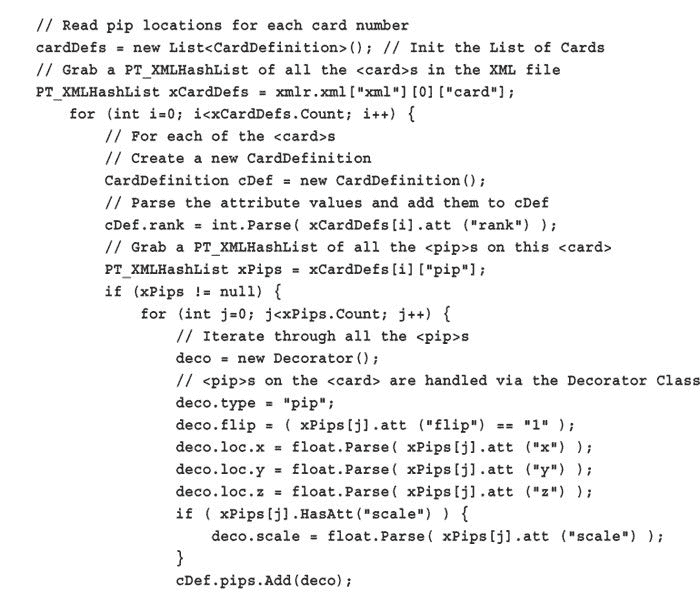 // Read pip locations for each card number
cardDefs = new List<CardDefinition>(); // Init the List of Cards
// Grab a PT_XMLHashList of all the <card>s in the XML file
PT_XMLHashList xCardDefs = xmlr.xml["xml"][0]["card"];
for (int i=0; i<xCardDefs.Count; i++) {
// For each of the <card>s
// Create a new CardDefinition
CardDefinition cDef = new CardDefinition();
// Parse the attribute values and add them to cDef
cDef.rank = int.Parse( xCardDefs[i].att ("rank") );
// Grab a PT_XMLHashList of all the <pip>s on this <card>
PT_XMLHashList xPips = xCardDefs[i]["pip"];
if (xPips != null) {
for (int j=0; j<xPips.Count; j++) {
// Iterate through all the <pip>s
deco = new Decorator();
// <pip>s on the <card> are handled via the Decorator Class
deco.type = "pip";
deco.flip = ( xPips[j].att ("flip") == "1" );
deco.loc.x = float.Parse( xPips[j].att ("x") );
deco.loc.y = float.Parse( xPips[j].att ("y") );
deco.loc.z = float.Parse( xPips[j].att ("z") );
if ( xPips[j].HasAtt("scale") ) {
deco.scale = float.Parse( xPips[j].att ("scale") );
}
cDef.pips.Add(deco);